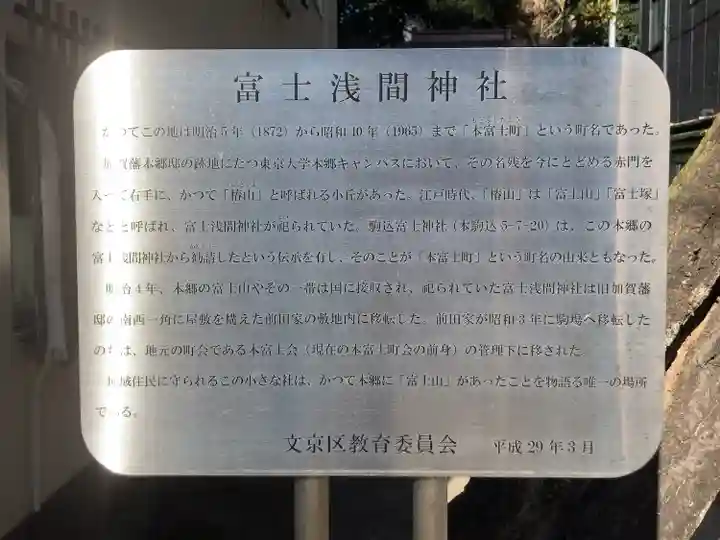 富士浅間神社
かつてこの地は明治5年（1872）から昭和40年（1965）まで「本富士町」という町名であった。
加賀藩本郷邸の跡地にたつ東京大学本郷キャンパスにおいて、その名残を今にとどめる赤門を
入って右手に、かつて「椿山」と呼ばれる小丘があった。江戸時代、「椿山」は「富士山」「富士塚」
などと呼ばれ、富士浅間神社が祀られていた。駒込富士神社（本駒込5-7-20）は、この本郷の
富士浅間神社から勧請したという伝承を有し、そのことが「本富士町」という町名の由来ともなった。
明治4年、本郷の富士山やその一帯は国に接収され、祀られていた富士浅間神社は旧加賀藩
邸の南西一角に屋敷を構えた前田家の敷地内に移転した。前田家が昭和3年に駒場へ移転した
のちは、地元の町会である本富士会（現在の本富士町会の前身）の管理下に移された。
地域住民に守られるこの小さな社は、かつて本郷に「富士山」があったことを物語る唯一の場所
である。
文京区教育委員会　平成29年3月